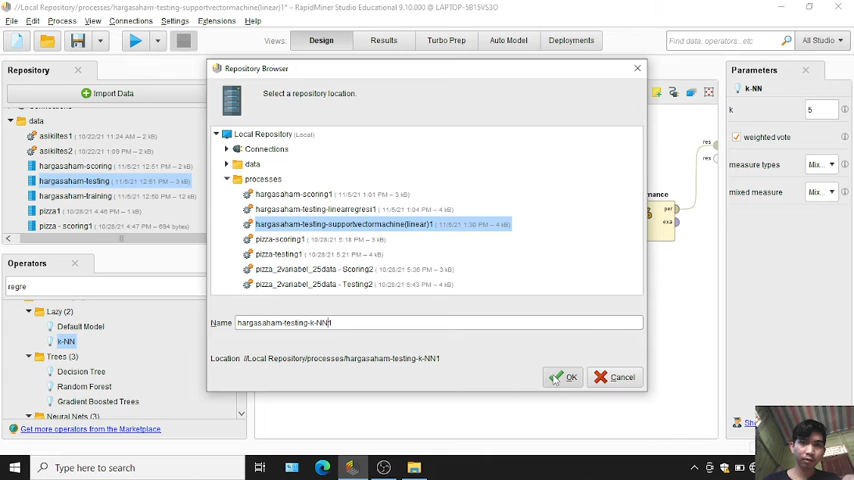 //Local Repository/processes/hargasaham-testing-supportvectormachine(linear)1* – RapidMiner Studio Educational 9.10.000 @ LAPTOP-5B15VS3O
File Edit Process View Connections Settings Extensions Help
Views: Design Results Turbo Prep Auto Model Deployments Find data, operators...etc All Studio
Repository
Import Data
data
asikiltes1 (10/22/21 11:24 AM – 2 kB)
asikiltes2 (10/22/21 1:09 PM – 2 kB)
hargasaham-scoring (11/5/21 12:51 PM – 2 kB)
hargasaham-testing (11/5/21 12:51 PM – 3 kB)
hargasaham-training (11/5/21 12:50 PM – 12 kB)
pizza1 (10/21/21 4:46 PM – 1 kB)
pizza - scoring1 (10/28/21 4:47 PM – 694 bytes)
Operators
regre
Lazy (2)
Default Model
k-NN
Trees (3)
Decision Tree
Random Forest
Gradient Boosted Trees
Neural Nets (3)
Get more operators from the Marketplace
Repository Browser
Select a repository location.
Local Repository (Local)
Connections
data
processes
hargasaham-scoring1 (11/5/21 1:01 PM – 3 kB)
hargasaham-testing-linearregresi1 (11/5/21 1:04 PM – 4 kB)
hargasaham-testing-supportvectormachine(linear)1 (11/5/21 1:30 PM – 4 kB)
pizza-scoring1 (10/28/21 5:18 PM – 3 kB)
pizza-testing1 (10/28/21 5:21 PM – 4 kB)
pizza_2variabel_25data - Scoring2 (10/28/21 5:36 PM – 3 kB)
pizza_2variabel_25data - Testing2 (10/28/21 5:43 PM – 4 kB)
Name hargasaham-testing-k-NN1
Location //Local Repository/processes/hargasaham-testing-k-NN1
OK Cancel
res
res
mance
per
exa
Parameters
k-NN
k 5
weighted vote
measure types Mix...
mixed measure Mix...
Type here to search